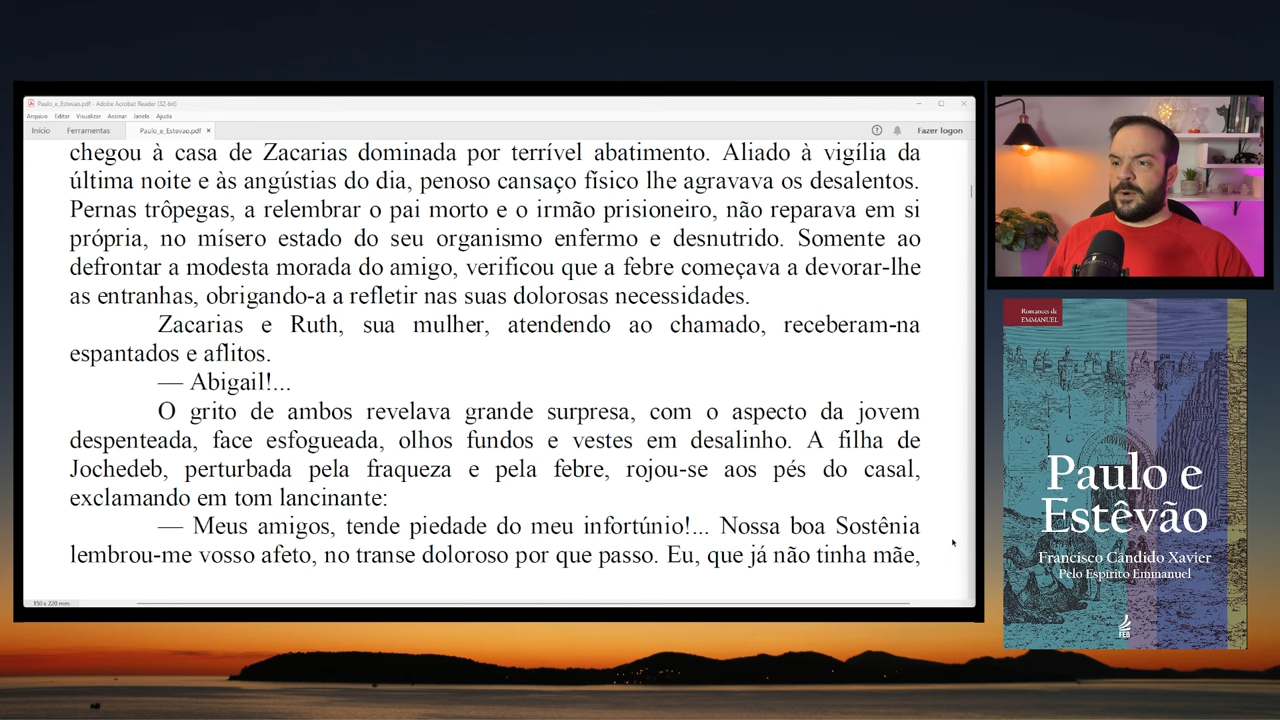 Paulo_e_Estevao.pdf - Adobe Acrobat Reader (32-bit)
Arquivo Editar Visualizar Assinar Janela Ajuda
Início Ferramentas Paulo_e_Estevao.pdf × Fazer logon
chegou à casa de Zacarias dominada por terrível abatimento. Aliado à vigília da
última noite e às angústias do dia, penoso cansaço físico lhe agravava os desalentos.
Pernas trôpegas, a relembrar o pai morto e o irmão prisioneiro, não reparava em si
própria, no mísero estado do seu organismo enfermo e desnutrido. Somente ao
defrontar a modesta morada do amigo, verificou que a febre começava a devorar-lhe
as entranhas, obrigando-a a refletir nas suas dolorosas necessidades.
Zacarias e Ruth, sua mulher, atendendo ao chamado, receberam-na
espantados e aflitos.
— Abigail!...
O grito de ambos revelava grande surpresa, com o aspecto da jovem
despenteada, face esfogueada, olhos fundos e vestes em desalinho. A filha de
Jochedeb, perturbada pela fraqueza e pela febre, rojou-se aos pés do casal,
exclamando em tom lancinante:
— Meus amigos, tende piedade do meu infortúnio!... Nossa boa Sostênia
lembrou-me vosso afeto, no transe doloroso por que passo. Eu, que já não tinha mãe,
150 x 220 mm
Romances de
EMMANUEL
Paulo e
Estêvão
Francisco Cândido Xavier
Pelo Espírito Emmanuel
FEB